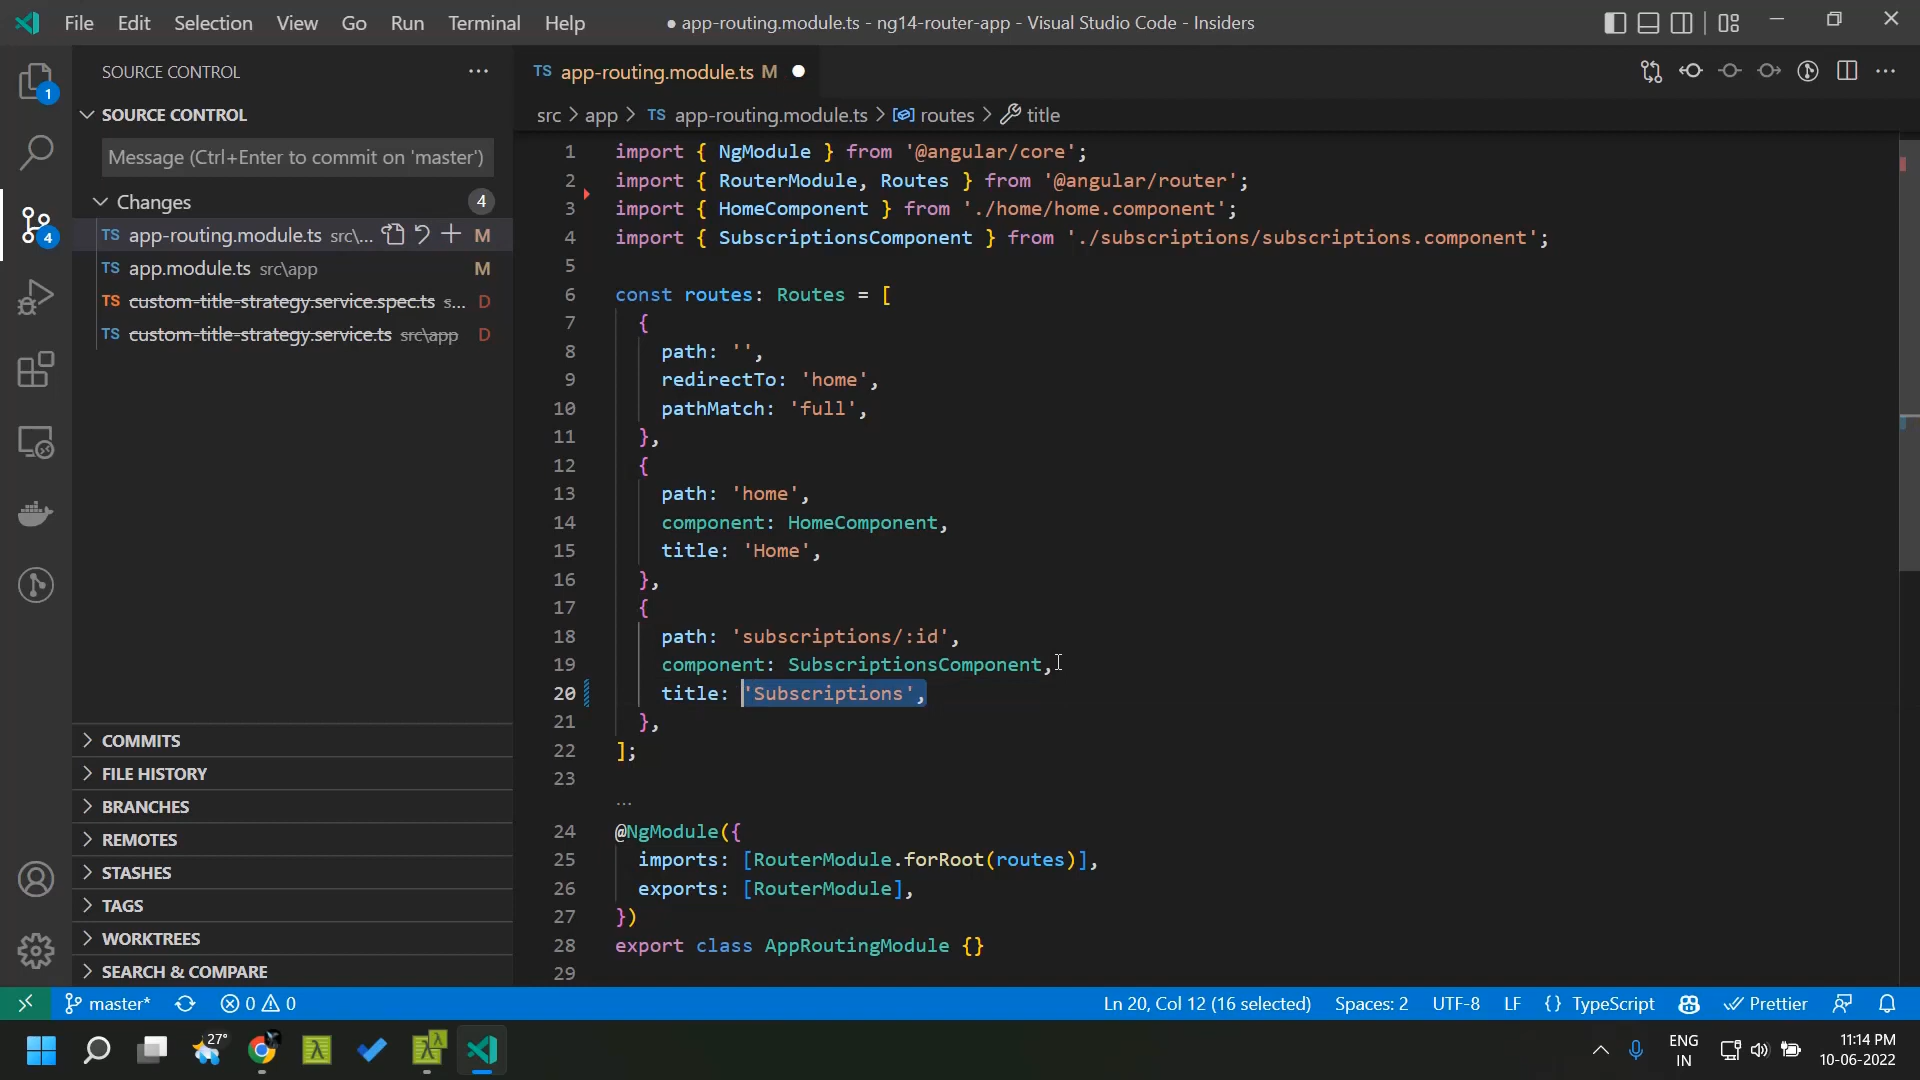 File Edit Selection View Go Run Terminal Help ● app-routing.module.ts - ng14-router-app - Visual Studio Code - Insiders
SOURCE CONTROL ···
TS app-routing.module.ts M
1
SOURCE CONTROL
src > app > TS app-routing.module.ts > routes > title
Message (Ctrl+Enter to commit on 'master')
Changes 4
TS app-routing.module.ts src\... M
TS app.module.ts src\app M
TS custom-title-strategy.service.spec.ts s... D
TS custom-title-strategy.service.ts src\app D
4
COMMITS
FILE HISTORY
BRANCHES
REMOTES
STASHES
TAGS
WORKTREES
SEARCH & COMPARE
1 import { NgModule } from '@angular/core';
2 import { RouterModule, Routes } from '@angular/router';
3 import { HomeComponent } from './home/home.component';
4 import { SubscriptionsComponent } from './subscriptions/subscriptions.component';
5
6 const routes: Routes = [
7 {
8 path: '',
9 redirectTo: 'home',
10 pathMatch: 'full',
11 },
12 {
13 path: 'home',
14 component: HomeComponent,
15 title: 'Home',
16 },
17 {
18 path: 'subscriptions/:id',
19 component: SubscriptionsComponent,
20 title: 'Subscriptions',
21 },
22 ];
23
...
24 @NgModule({
25 imports: [RouterModule.forRoot(routes)],
26 exports: [RouterModule],
27 })
28 export class AppRoutingModule {}
29
master* 0 0 Ln 20, Col 12 (16 selected) Spaces: 2 UTF-8 LF {} TypeScript Prettier
27°
ENG
IN
11:14 PM
10-06-2022